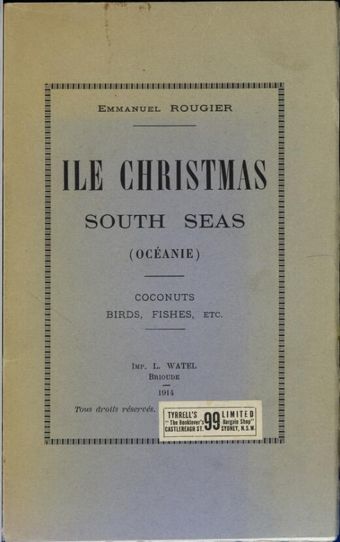 EMMANUEL ROUGIER
ILE CHRISTMAS
SOUTH SEAS
(OCÉANIE)
COCONUTS
BIRDS, FISHES, ETC.
IMP. L. WATEL
BRIOUDE
1914
Tous droits réservés.
TYRRELL'S 99 LIMITED
"The Booklover's Bargain Shop"
CASTLEREAGH ST. SYDNEY, N.S.W.